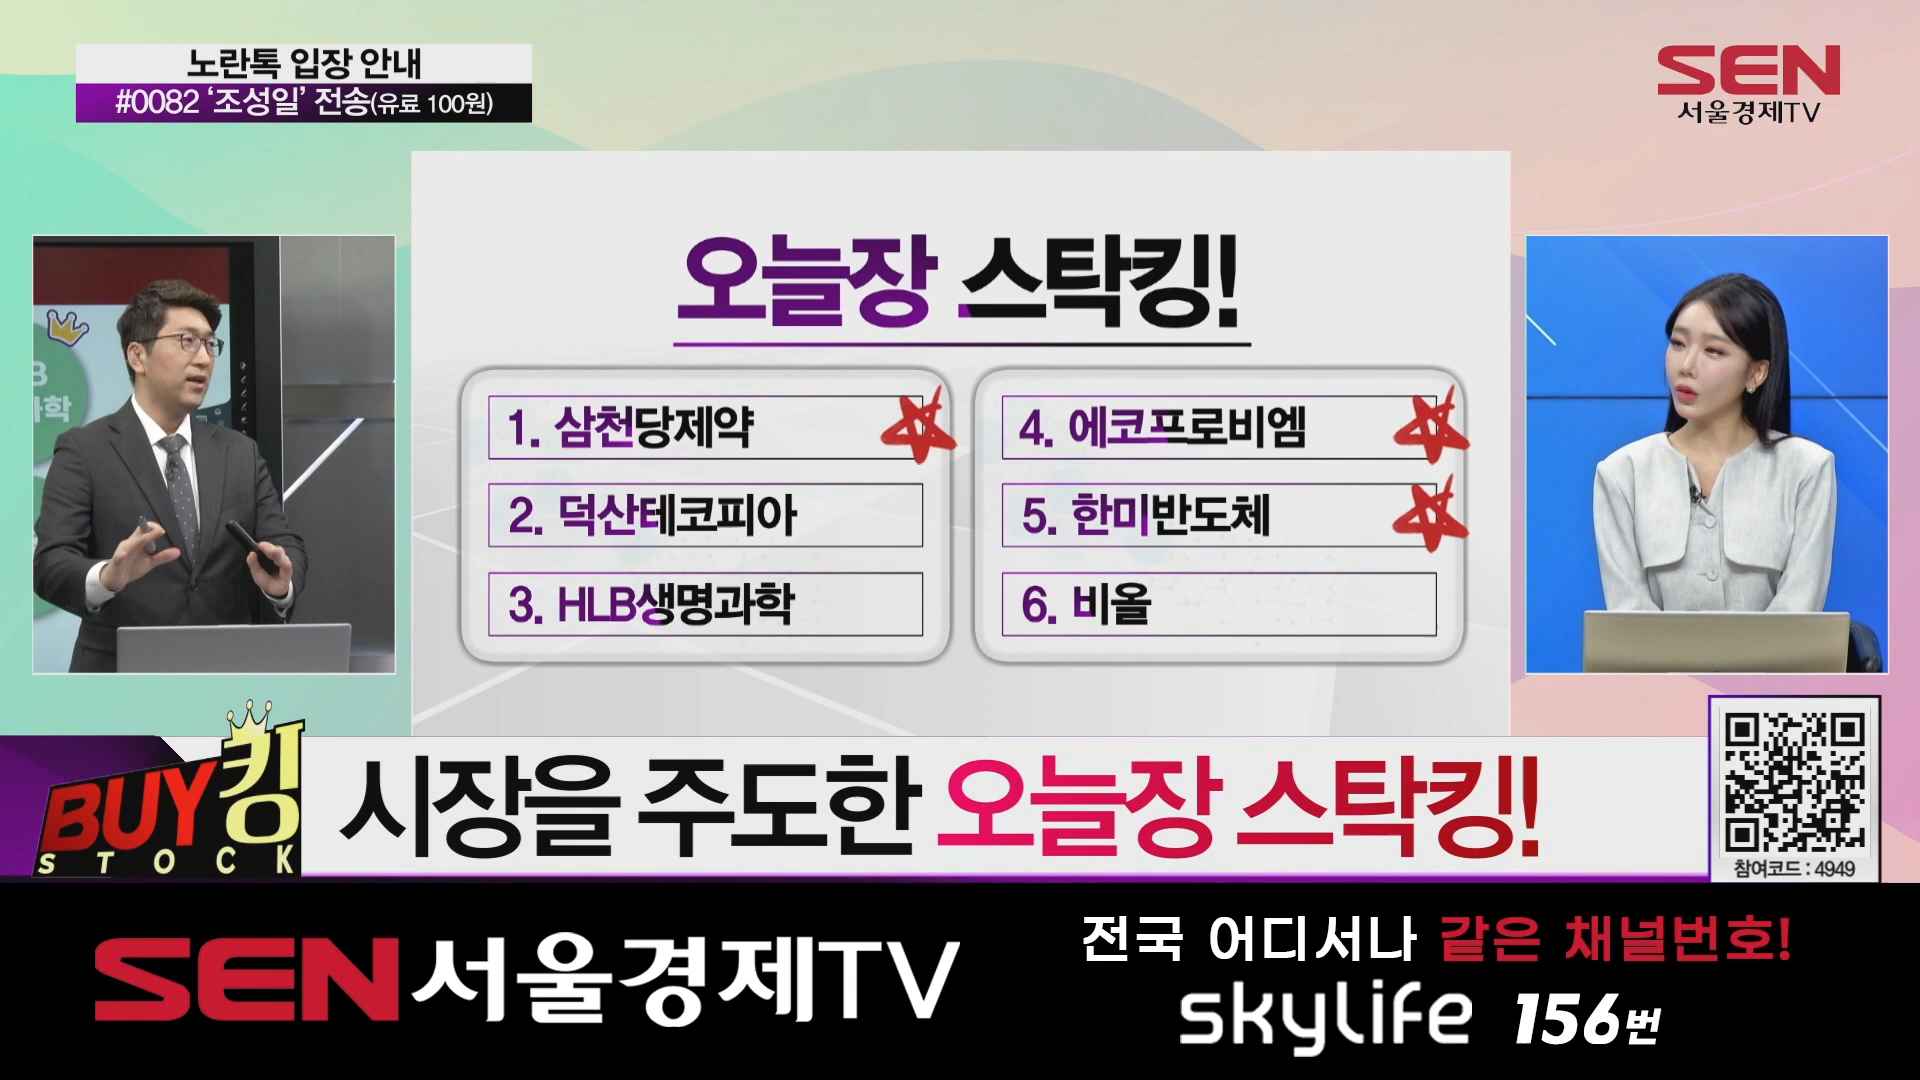 노란톡 입장 안내
#0082 '조성일' 전송(유료 100원)
SEN
서울경제TV
오늘장 스탁킹!
1. 삼천당제약
2. 덕산테코피아
3. HLB생명과학
4. 에코프로비엠
5. 한미반도체
6. 비올
B
과학
BUY킹
STOCK
시장을 주도한 오늘장 스탁킹!
참여코드 : 4949
SEN서울경제TV
전국 어디서나 같은 채널번호!
skylife 156번